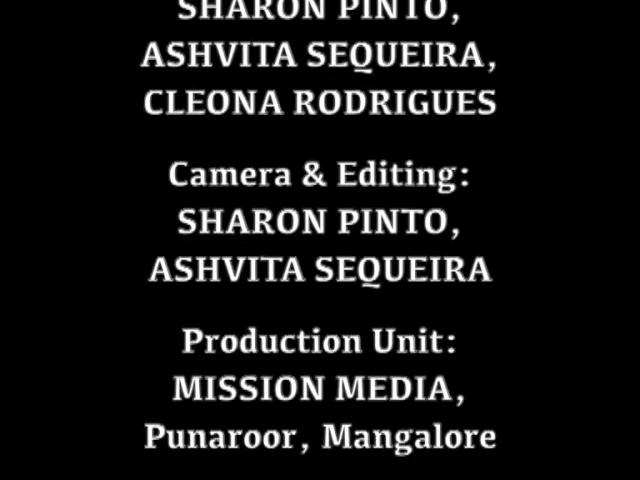 SHARON PINTO,
ASHVITA SEQUEIRA,
CLEONA RODRIGUES
Camera & Editing:
SHARON PINTO,
ASHVITA SEQUEIRA
Production Unit:
MISSION MEDIA,
Punaroor, Mangalore